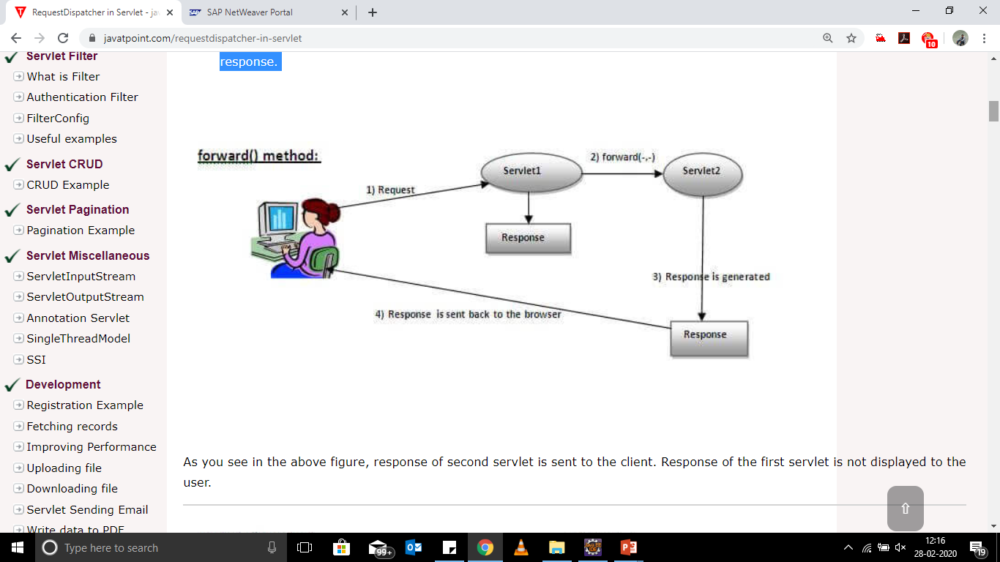 RequestDispatcher in Servlet - ja
SAP NetWeaver Portal
javatpoint.com/requestdispatcher-in-servlet
10
Servlet Filter
What is Filter
Authentication Filter
FilterConfig
Useful examples
Servlet CRUD
CRUD Example
Servlet Pagination
Pagination Example
Servlet Miscellaneous
ServletInputStream
ServletOutputStream
Annotation Servlet
SingleThreadModel
SSI
Development
Registration Example
Fetching records
Improving Performance
Uploading file
Downloading file
Servlet Sending Email
Write data to PDF
response.
forward() method:
1) Request
Servlet1
2) forward(-,-)
Servlet2
Response
3) Response is generated
4) Response is sent back to the browser
Response
As you see in the above figure, response of second servlet is sent to the client. Response of the first servlet is not displayed to the
user.
Type here to search
99+
12:16
28-02-2020
19